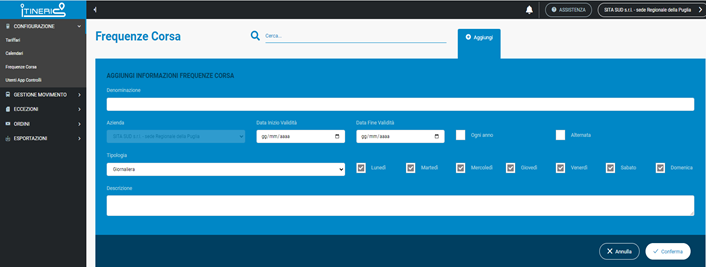 ITINERIS
ASSISTENZA
SITA SUD s.r.l. - sede Regionale della Puglia
CONFIGURAZIONE
Tariffari
Calendari
Frequenze Corsa
Utenti App Controlli
GESTIONE MOVIMENTO
ECCEZIONI
ORDINI
ESPORTAZIONI
Frequenze Corsa
Cerca...
Aggiungi
AGGIUNGI INFORMAZIONI FREQUENZE CORSA
Denominazione
Azienda
Data Inizio Validità
Data Fine Validità
SITA SUD s.r.l. - sede Regionale della Puglia
gg/mm/aaaa
gg/mm/aaaa
Ogni anno
Alternata
Tipologia
Giornaliera
Lunedì
Martedì
Mercoledì
Giovedì
Venerdì
Sabato
Domenica
Descrizione
Annulla
Conferma